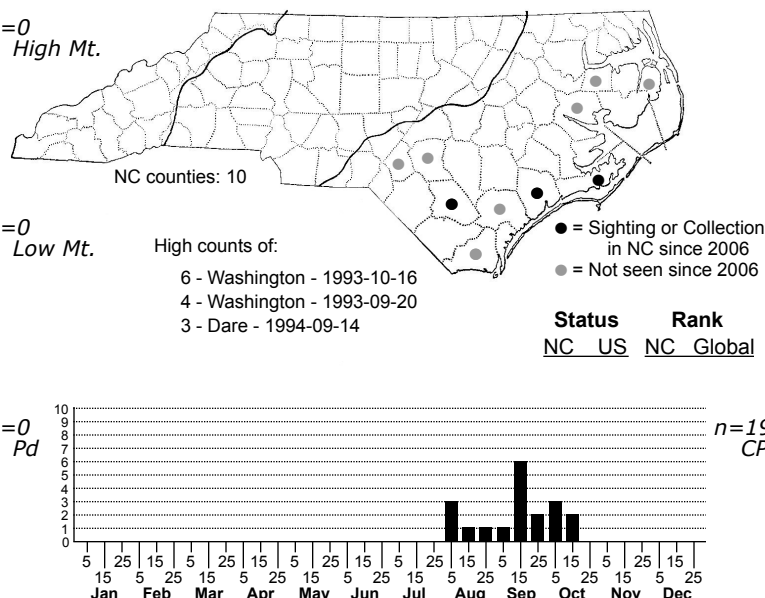 =0
High Mt.
NC counties: 10
=0
Low Mt.
High counts of:
6 - Washington - 1993-10-16
4 - Washington - 1993-09-20
3 - Dare - 1994-09-14
● = Sighting or Collection
in NC since 2006
● = Not seen since 2006
Status Rank
NC US NC Global
=0
Pd
n=19
CP
10
9
8
7
6
5
4
3
2
1
0
5 25 15 5 25 15 5 25 15 5 25 15 5 25 15 5 25 15
15 5 25 15 5 25 15 5 25 15 5 25 15 5 25 15 5 25
Jan Feb Mar Apr May Jun Jul Aug Sep Oct Nov Dec